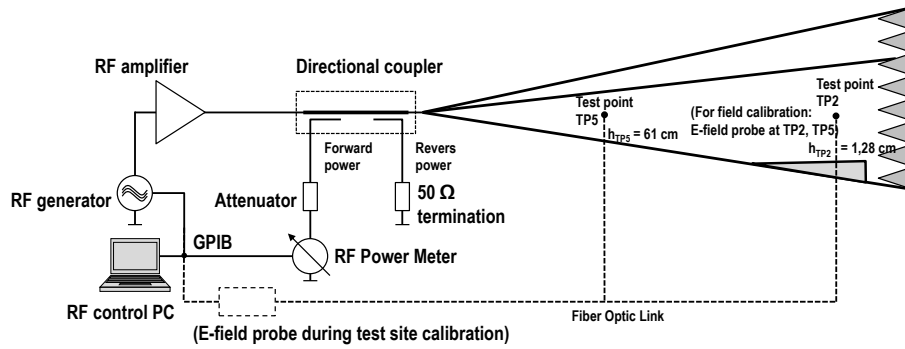 RF amplifier
Directional coupler
Test point
TP5
h_TP5 = 61 cm
Test point
TP2
(For field calibration:
E-field probe at TP2, TP5)
h_TP2 = 1,28 cm
Forward
power
Revers
power
RF generator
Attenuator
50 Ω
termination
GPIB
RF Power Meter
RF control PC
(E-field probe during test site calibration)
Fiber Optic Link